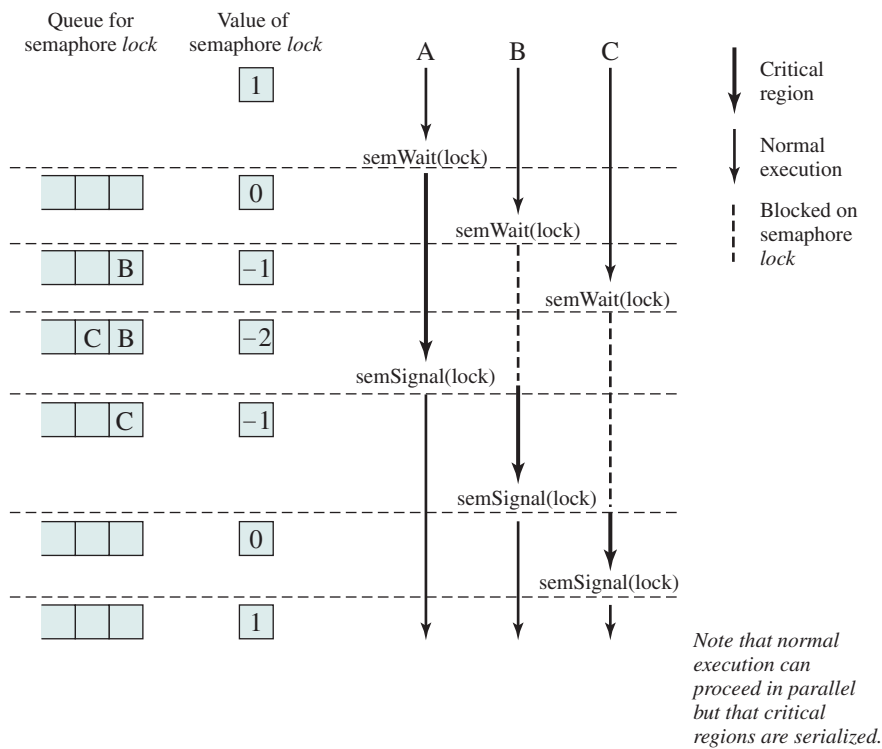 Queue for
semaphore lock
Value of
semaphore lock
A
B
C
1
Critical
region
Normal
execution
Blocked on
semaphore
lock
semWait(lock)
0
semWait(lock)
B
–1
semWait(lock)
C B
–2
semSignal(lock)
C
–1
semSignal(lock)
0
semSignal(lock)
1
Note that normal
execution can
proceed in parallel
but that critical
regions are serialized.